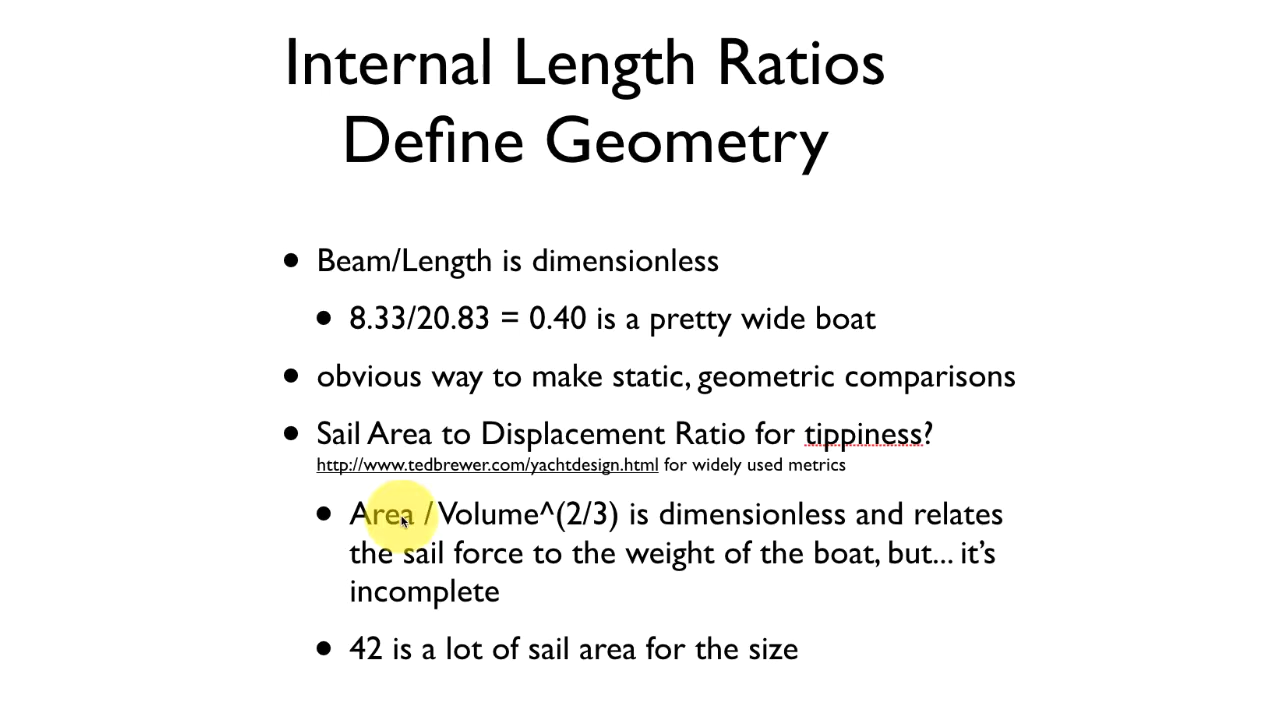 Internal Length Ratios
Define Geometry
• Beam/Length is dimensionless
• 8.33/20.83 = 0.40 is a pretty wide boat
• obvious way to make static, geometric comparisons
• Sail Area to Displacement Ratio for tippiness?
http://www.tedbrewer.com/yachtdesign.html for widely used metrics
• Area / Volume^(2/3) is dimensionless and relates
the sail force to the weight of the boat, but... it's
incomplete
• 42 is a lot of sail area for the size